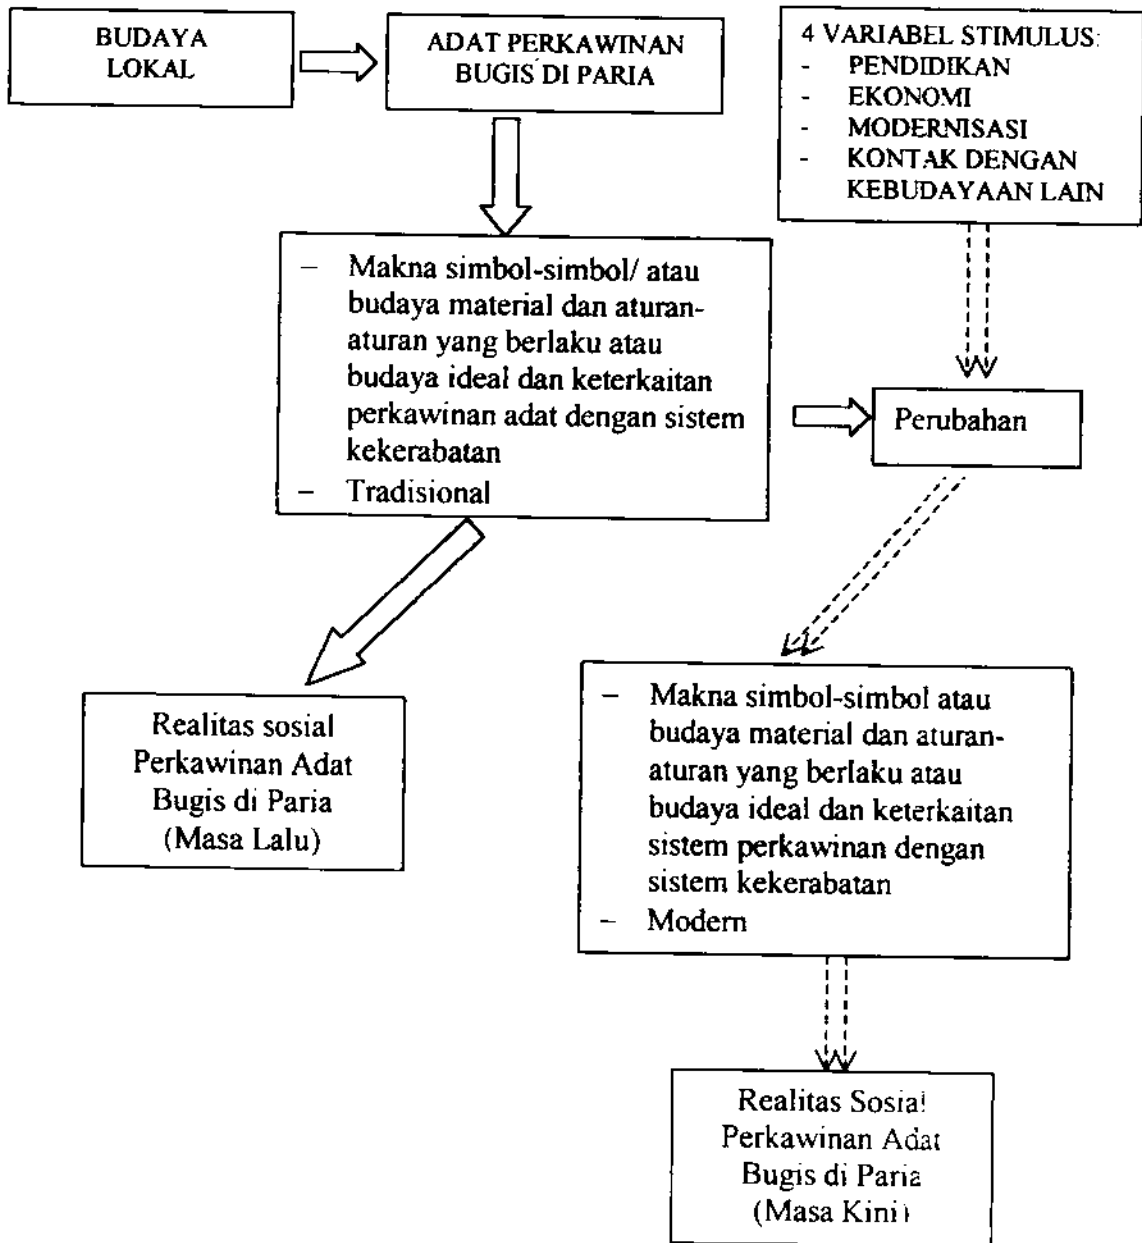 BUDAYA
LOKAL
ADAT PERKAWINAN
BUGIS DI PARIA
4 VARIABEL STIMULUS:
- PENDIDIKAN
- EKONOMI
- MODERNISASI
- KONTAK DENGAN
KEBUDAYAAN LAIN
– Makna simbol-simbol/ atau
budaya material dan aturan-
aturan yang berlaku atau
budaya ideal dan keterkaitan
perkawinan adat dengan sistem
kekerabatan
– Tradisional
Perubahan
Realitas sosial
Perkawinan Adat
Bugis di Paria
(Masa Lalu)
– Makna simbol-simbol atau
budaya material dan aturan-
aturan yang berlaku atau
budaya ideal dan keterkaitan
sistem perkawinan dengan
sistem kekerabatan
– Modern
Realitas Sosial
Perkawinan Adat
Bugis di Paria
(Masa Kini)